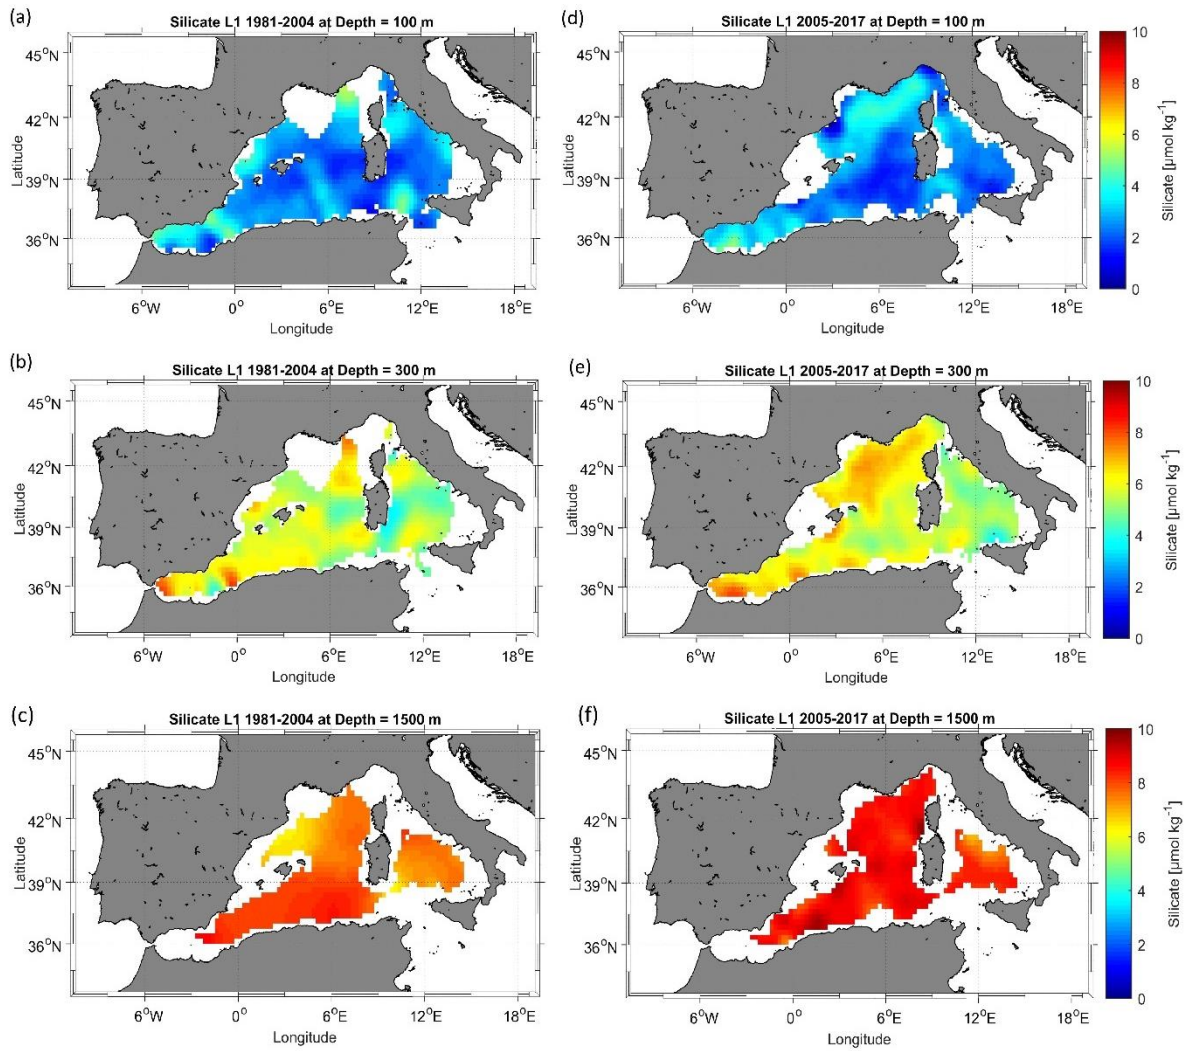 (a)
Silicate L1 1981-2004 at Depth = 100 m
45°N
42°N
39°N
36°N
Latitude
6°W 0° 6°E 12°E 18°E
Longitude
(d)
Silicate L1 2005-2017 at Depth = 100 m
45°N
42°N
39°N
36°N
Latitude
6°W 0° 6°E 12°E 18°E
Longitude
10
8
6
4
2
0
Silicate [µmol kg⁻¹]
(b)
Silicate L1 1981-2004 at Depth = 300 m
45°N
42°N
39°N
36°N
Latitude
6°W 0° 6°E 12°E 18°E
Longitude
(e)
Silicate L1 2005-2017 at Depth = 300 m
45°N
42°N
39°N
36°N
Latitude
6°W 0° 6°E 12°E 18°E
Longitude
10
8
6
4
2
0
Silicate [µmol kg⁻¹]
(c)
Silicate L1 1981-2004 at Depth = 1500 m
45°N
42°N
39°N
36°N
Latitude
6°W 0° 6°E 12°E 18°E
Longitude
(f)
Silicate L1 2005-2017 at Depth = 1500 m
45°N
42°N
39°N
36°N
Latitude
6°W 0° 6°E 12°E 18°E
Longitude
10
8
6
4
2
0
Silicate [µmol kg⁻¹]